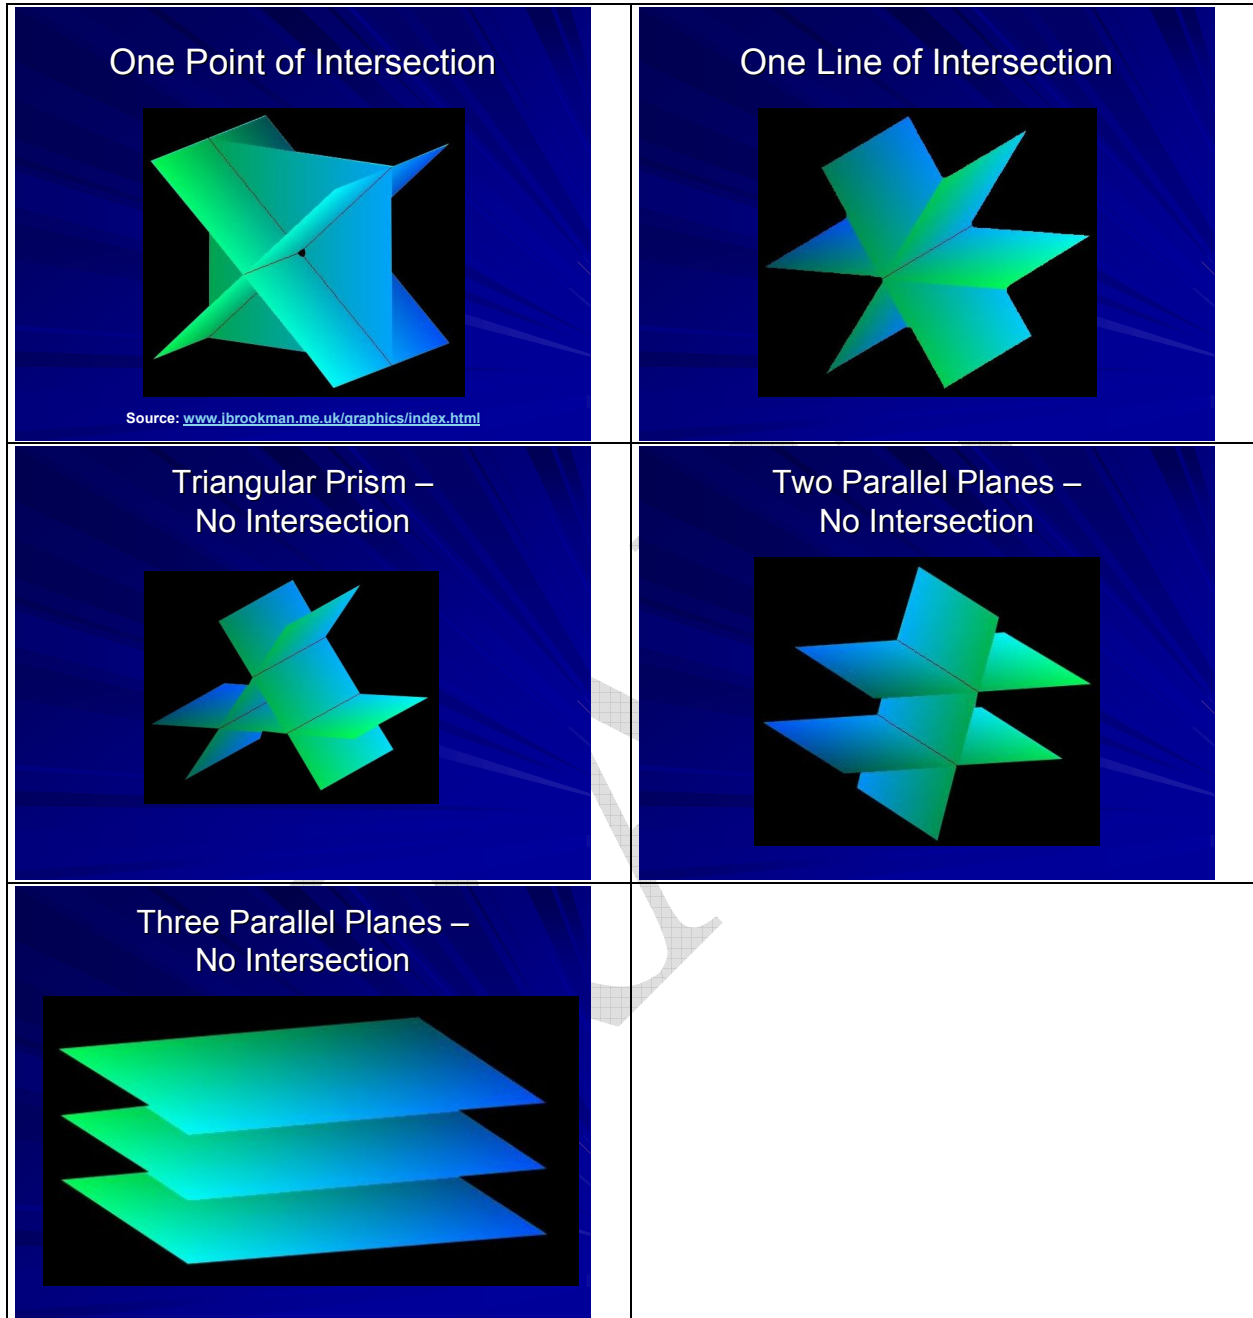 One Point of Intersection
Source: www.jbrookman.me.uk/graphics/index.html
One Line of Intersection
Triangular Prism –
No Intersection
Two Parallel Planes –
No Intersection
Three Parallel Planes –
No Intersection